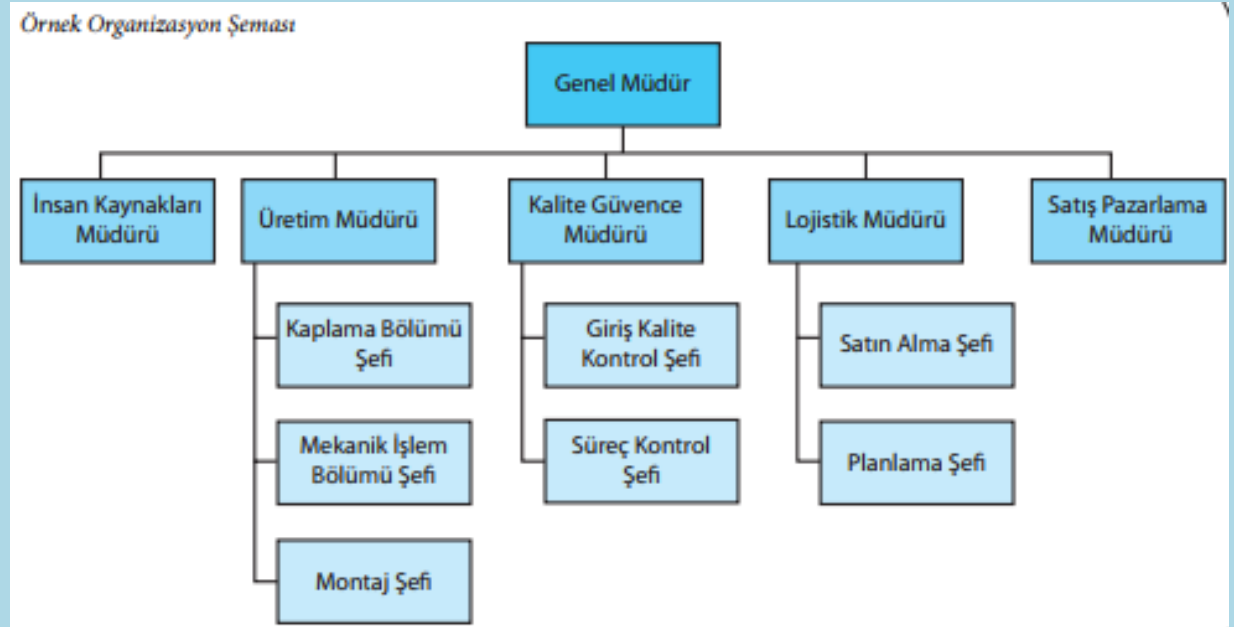 Örnek Organizasyon Şeması
Genel Müdür
İnsan Kaynakları
Müdürü
Üretim Müdürü
Kalite Güvence
Müdürü
Lojistik Müdürü
Satış Pazarlama
Müdürü
Kaplama Bölümü
Şefi
Mekanik İşlem
Bölümü Şefi
Montaj Şefi
Giriş Kalite
Kontrol Şefi
Süreç Kontrol
Şefi
Satın Alma Şefi
Planlama Şefi